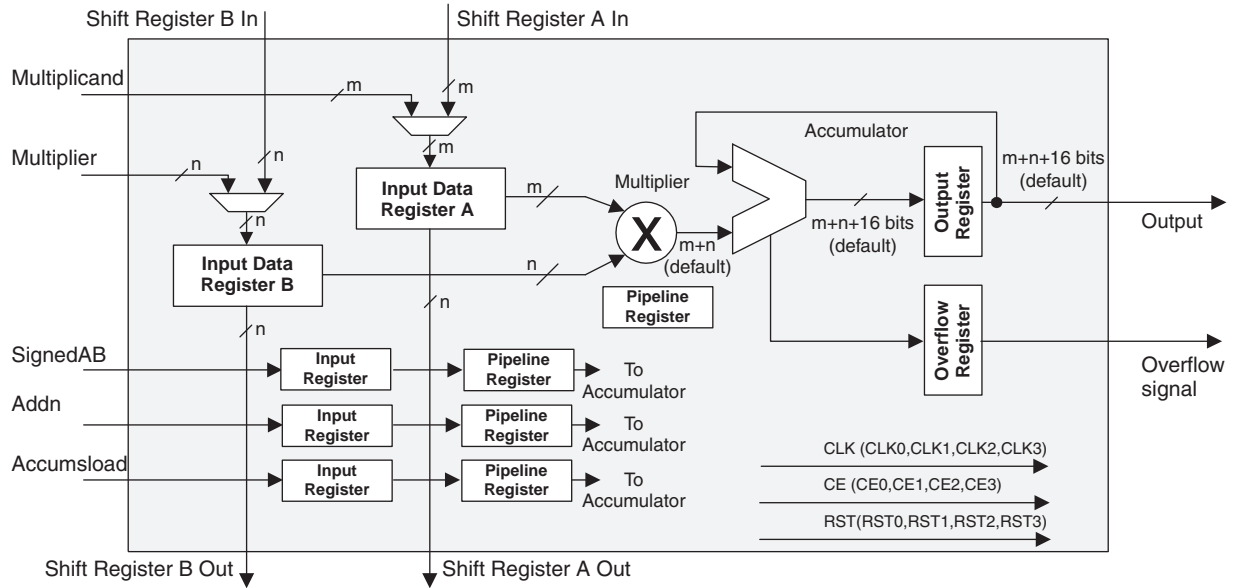 Shift Register B In
Shift Register A In
Multiplicand
m
m
Multiplier
n
n
m
n
Input Data
Register A
m
Multiplier
X
Accumulator
m+n+16 bits
(default)
Output
Register
m+n+16 bits
(default)
Output
Input Data
Register B
n
m+n
(default)
n
n
Pipeline
Register
Overflow
Register
Overflow
signal
SignedAB
Input
Register
Pipeline
Register
To
Accumulator
Addn
Input
Register
Pipeline
Register
To
Accumulator
Accumsload
Input
Register
Pipeline
Register
To
Accumulator
CLK (CLK0,CLK1,CLK2,CLK3)
CE (CE0,CE1,CE2,CE3)
RST(RST0,RST1,RST2,RST3)
Shift Register B Out
Shift Register A Out